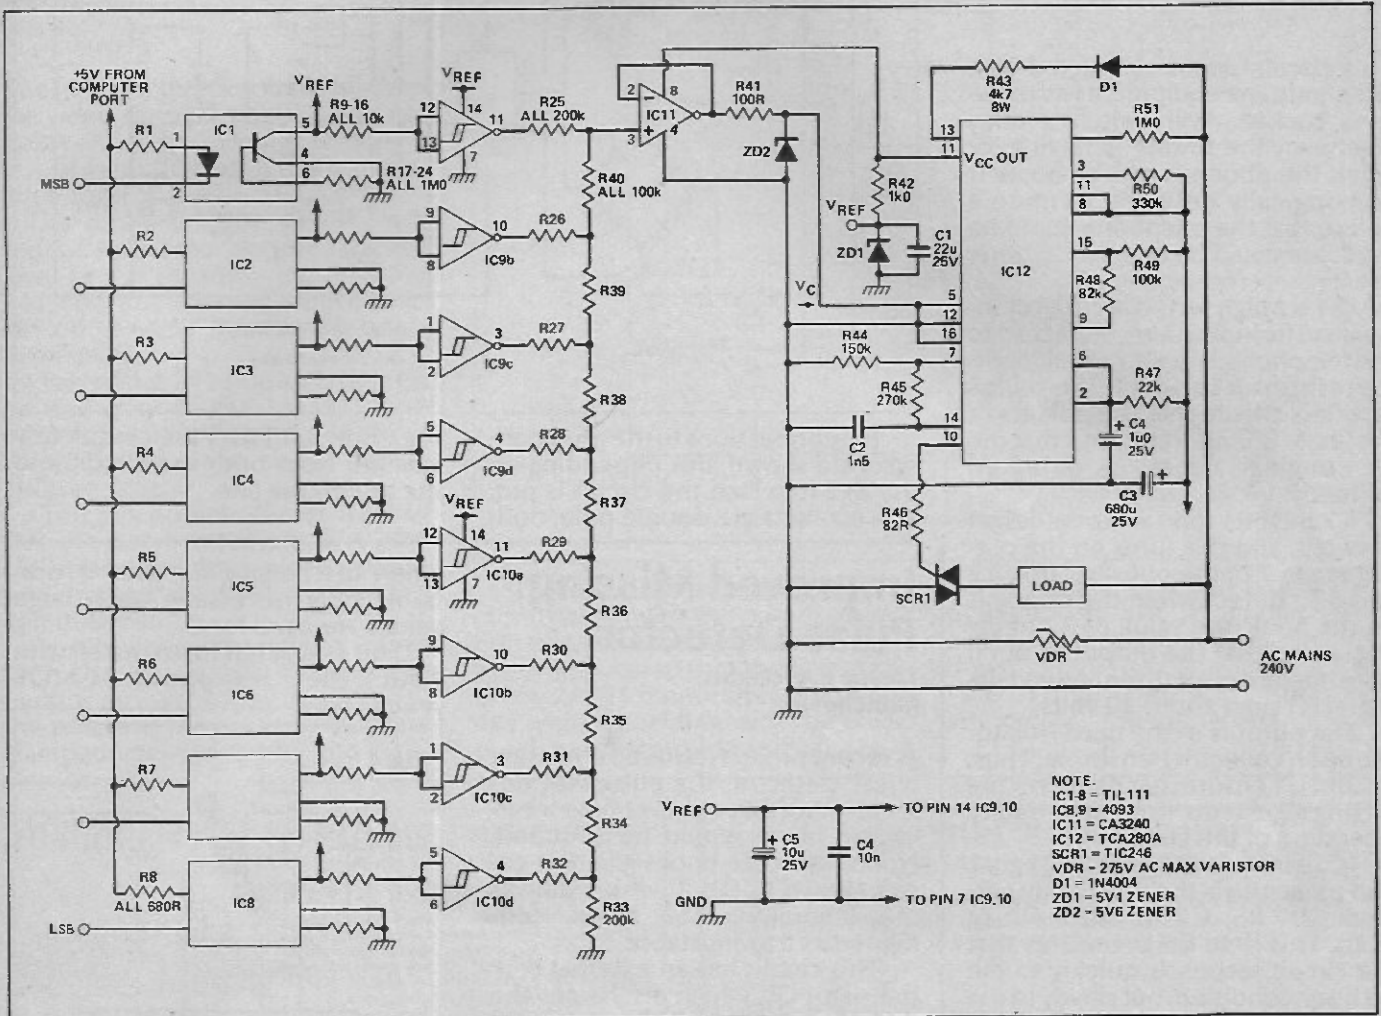 +5V FROM
COMPUTER
PORT
R1
1
IC1
5
4
6
2
MSB
VREF
R9-16
ALL 10k
R17-24
ALL 1M0
VREF
12
13
14
11
7
R25
ALL 200k
R40
ALL 100k
2
3
8
4
IC11
R41
100R
ZD2
R43
4k7
8W
D1
R51
1M0
13
11
VCC OUT
3
11
8
R50
330k
R42
1k0
VREF
ZD1
C1
22u
25V
IC12
15
R49
100k
R48
82k
9
VC
5
12
16
7
R44
150k
R45
270k
6
2
R47
22k
C4
1u0
25V
C2
1n5
14
10
C3
680u
25V
R46
82R
SCR1
LOAD
VDR
AC MAINS
240V
R2
IC2
9
8
10
IC9b
R26
R39
R3
IC3
1
2
3
IC9c
R27
R38
R4
IC4
5
6
4
IC9d
R28
R37
R5
IC5
VREF
12
13
14
11
7
IC10a
R29
R36
R6
IC6
9
8
10
IC10b
R30
R35
R7
IC7
1
2
3
IC10c
R31
R34
R8
ALL 680R
LSB
IC8
5
6
4
IC10d
R32
R33
200k
VREF
C5
10u
25V
C4
10n
TO PIN 14 IC9,10
GND
TO PIN 7 IC9,10
NOTE:
IC1-8 = TIL111
IC8,9 = 4093
IC11 = CA3240
IC12 = TCA280A
SCR1 = TIC246
VDR = 275V AC MAX VARISTOR
D1 = 1N4004
ZD1 = 5V1 ZENER
ZD2 = 5V6 ZENER